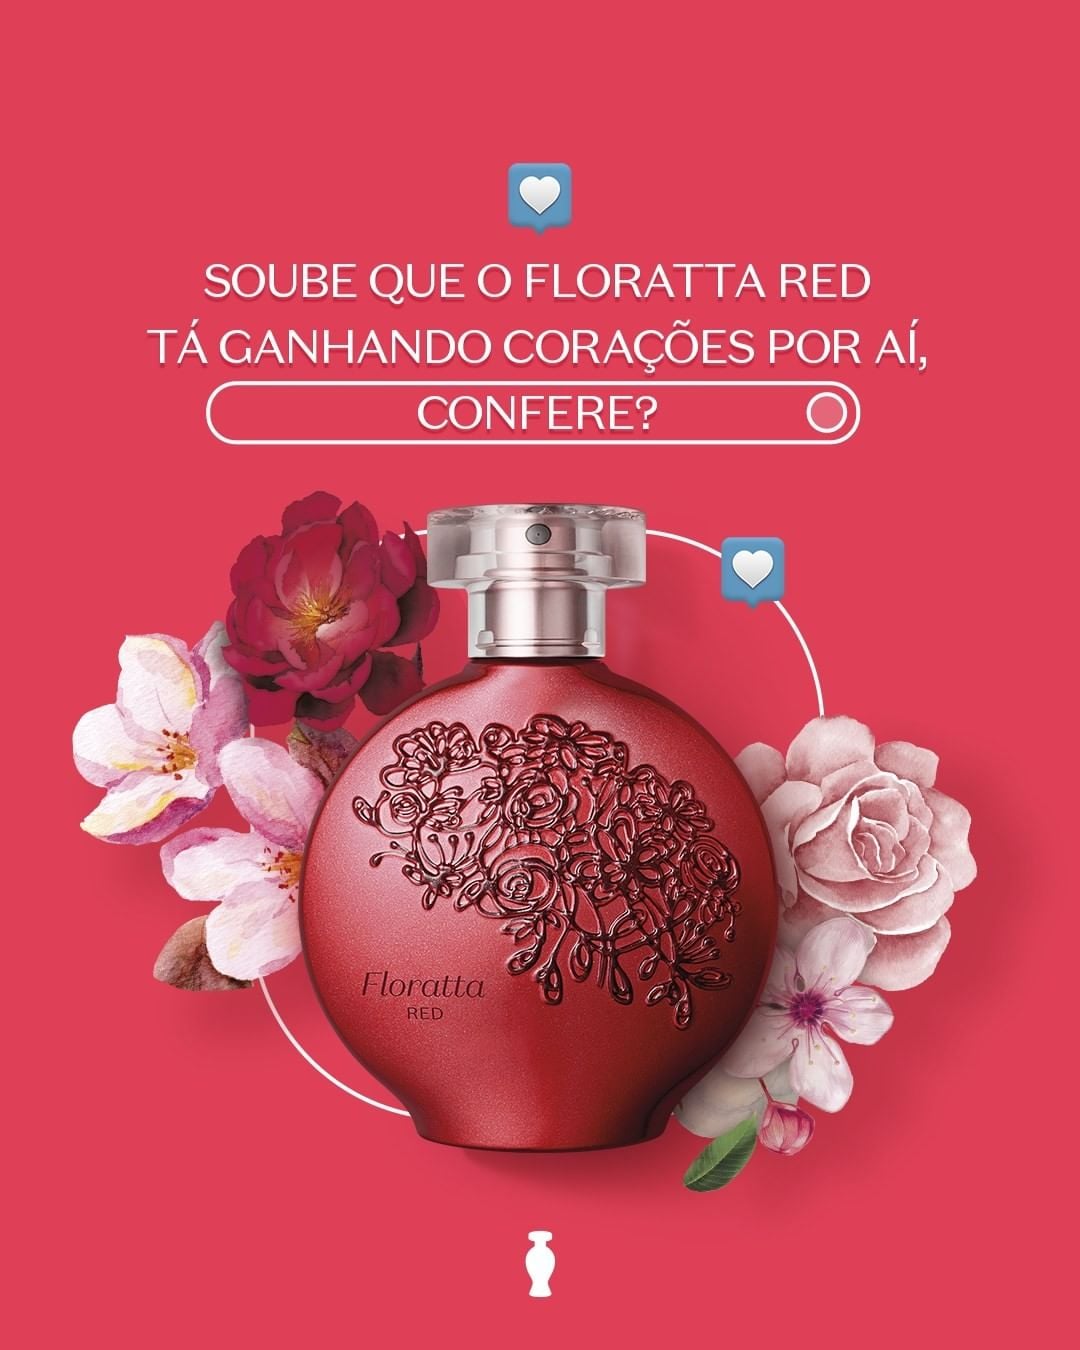 SOUBE QUE O FLORATTA RED
TÁ GANHANDO CORAÇÕES POR AÍ,
CONFERE?
Floratta
RED